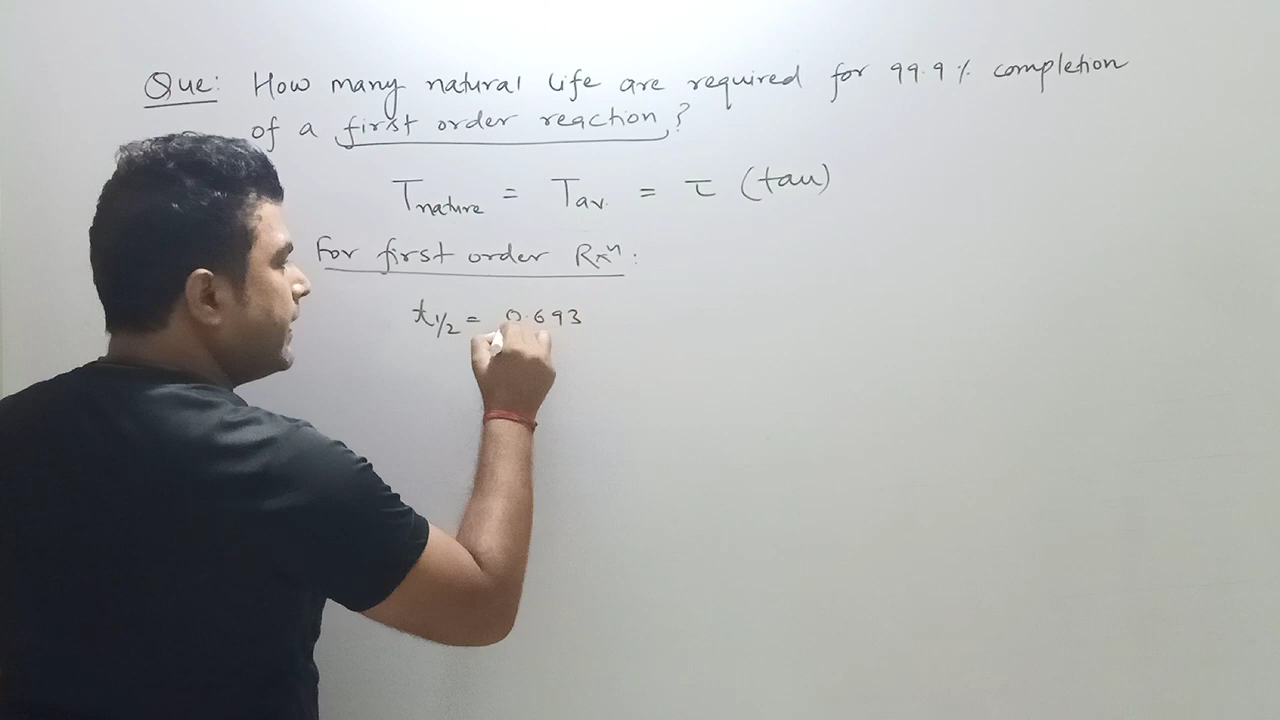 Que: How many natural life are required for 99.9% completion
of a first order reaction?
Tnature = Tav. = τ (tau)
For first order Rxⁿ:
t1/2 = 0.693